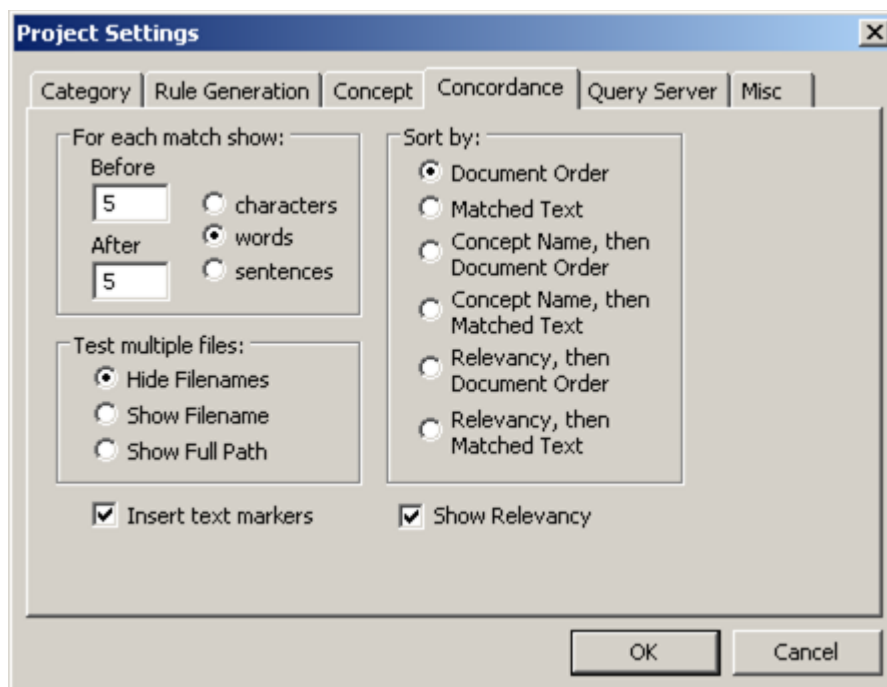 Project Settings
Category Rule Generation Concept Concordance Query Server Misc
For each match show:
Before
5
After
5
characters
words
sentences
Test multiple files:
Hide Filenames
Show Filename
Show Full Path
Insert text markers
Sort by:
Document Order
Matched Text
Concept Name, then
Document Order
Concept Name, then
Matched Text
Relevancy, then
Document Order
Relevancy, then
Matched Text
Show Relevancy
OK Cancel